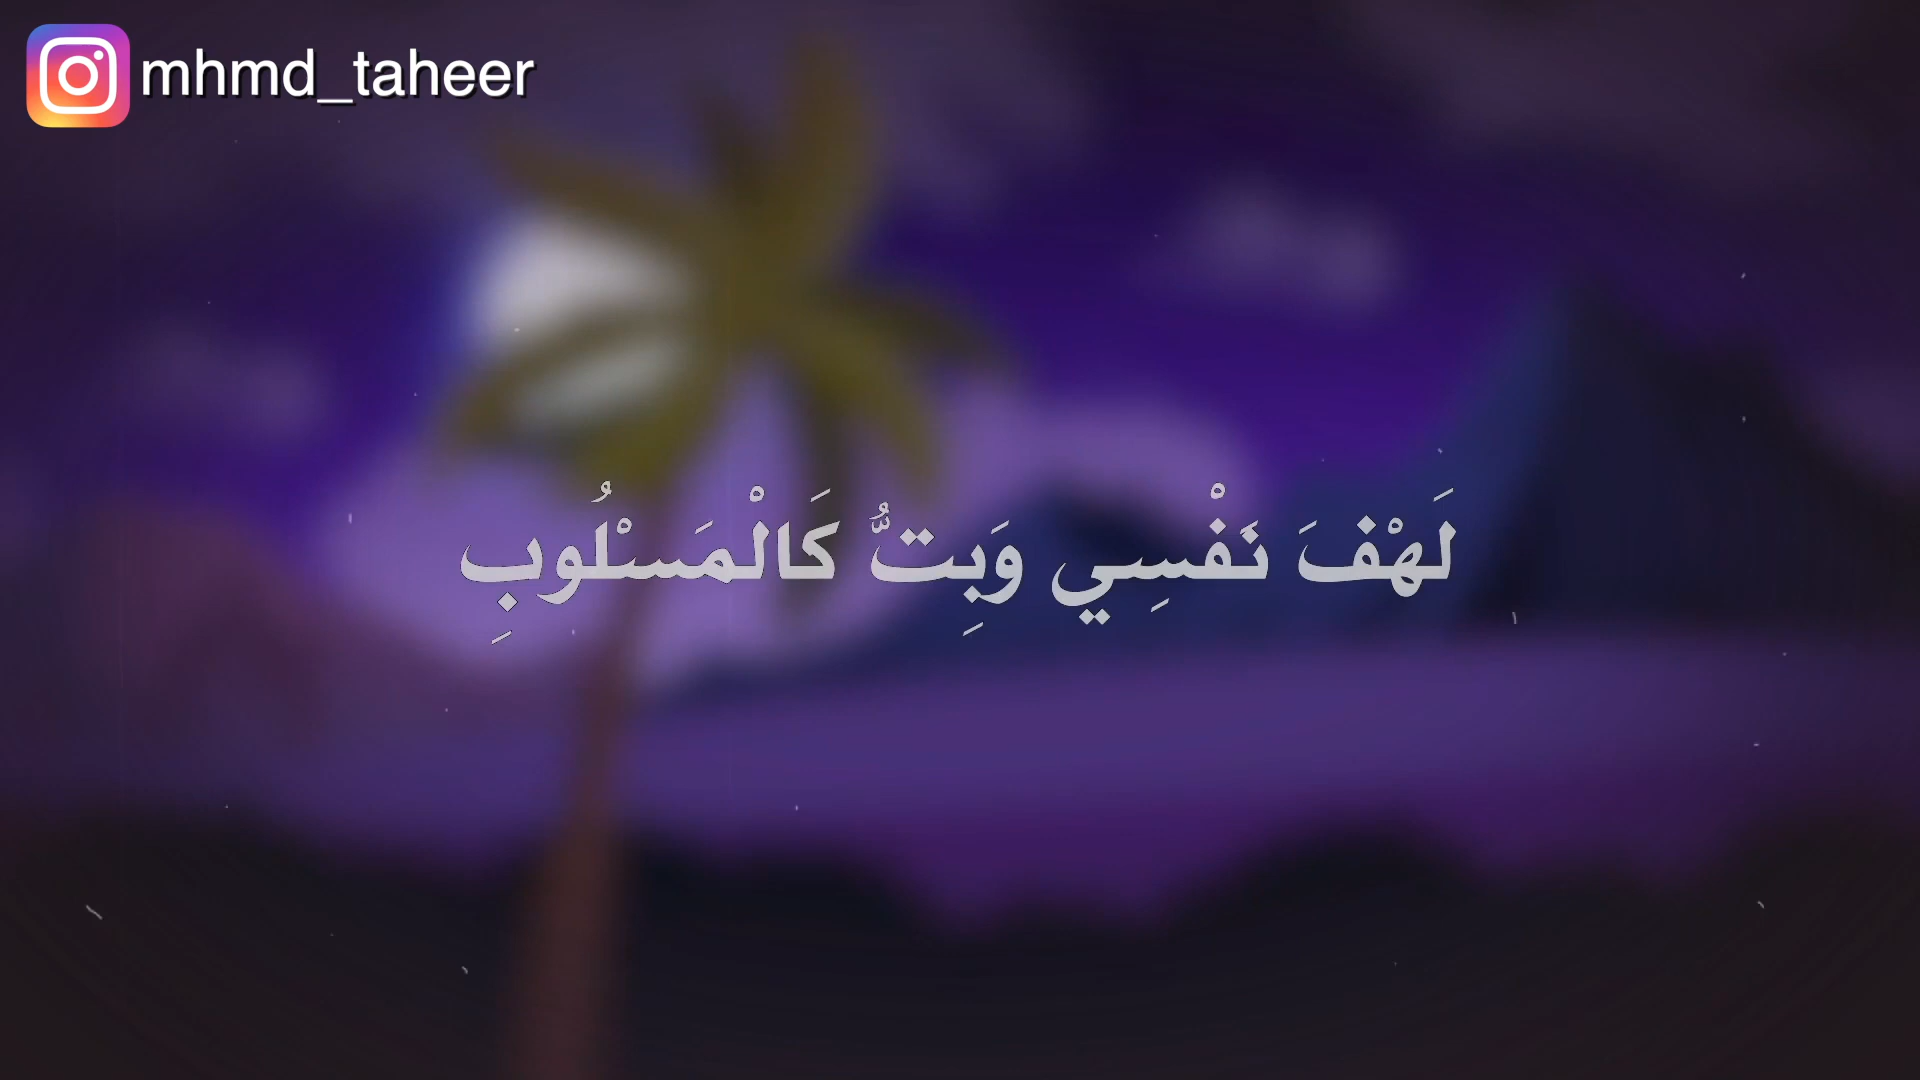 mhmd_taheer
لَهْفَ نَفْسِي وَبِتُّ كَالْمَسْلُوبِ